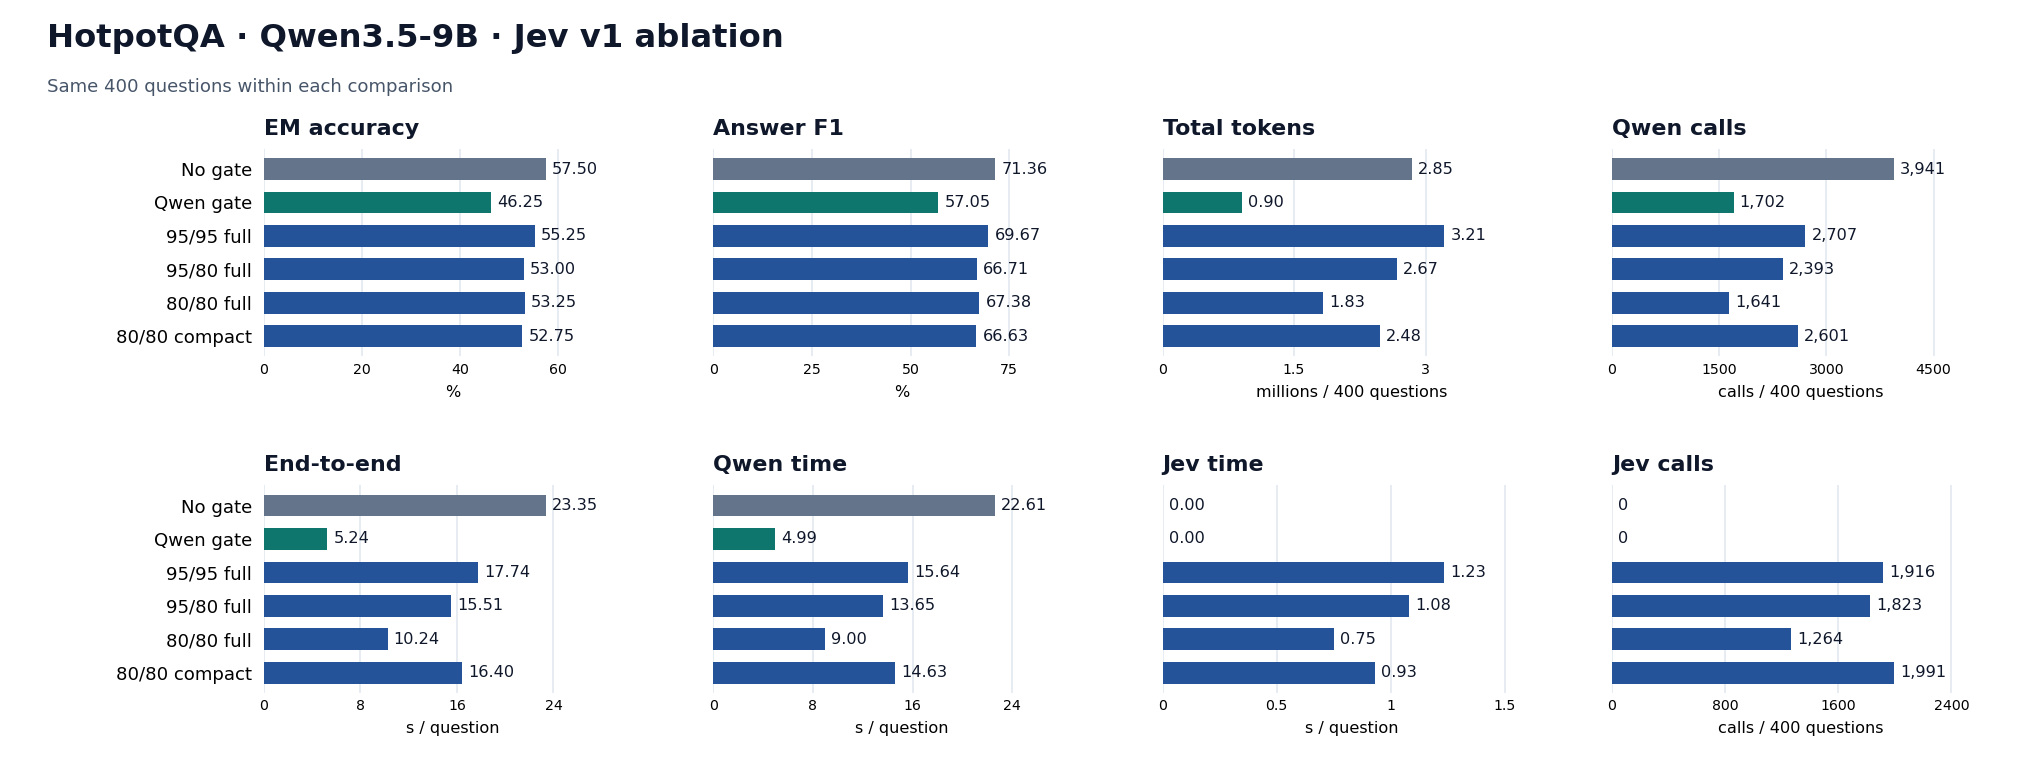 HotpotQA · Qwen3.5-9B · Jev v1 ablation
Same 400 questions within each comparison
EM accuracy
No gate 57.50
Qwen gate 46.25
95/95 full 55.25
95/80 full 53.00
80/80 full 53.25
80/80 compact 52.75
0 20 40 60
%
Answer F1
71.36
57.05
69.67
66.71
67.38
66.63
0 25 50 75
%
Total tokens
2.85
0.90
3.21
2.67
1.83
2.48
0 1.5 3
millions / 400 questions
Qwen calls
3,941
1,702
2,707
2,393
1,641
2,601
0 1500 3000 4500
calls / 400 questions
End-to-end
No gate 23.35
Qwen gate 5.24
95/95 full 17.74
95/80 full 15.51
80/80 full 10.24
80/80 compact 16.40
0 8 16 24
s / question
Qwen time
22.61
4.99
15.64
13.65
9.00
14.63
0 8 16 24
s / question
Jev time
0.00
0.00
1.23
1.08
0.75
0.93
0 0.5 1 1.5
s / question
Jev calls
0
0
1,916
1,823
1,264
1,991
0 800 1600 2400
calls / 400 questions